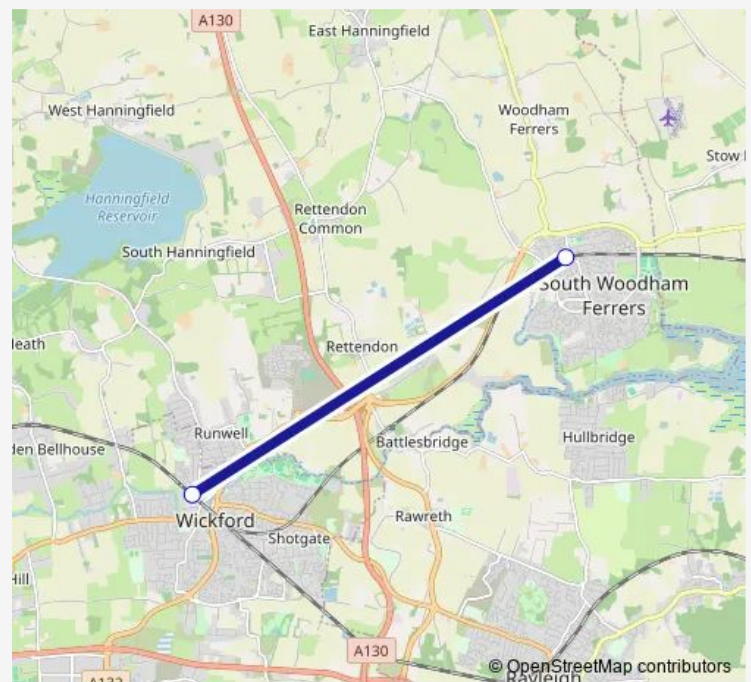 A130
East Hanningfield
West Hanningfield
Woodham
Ferrers
Stow
Hanningfield
Reservoir
Rettendon
Common
South Hanningfield
South Woodham
Ferrers
Rettendon
Runwell
Battlesbridge
Hullbridge
den Bellhouse
Wickford
Rawreth
Shotgate
Hill
A130
© OpenStreetMap contributors
Rayleigh